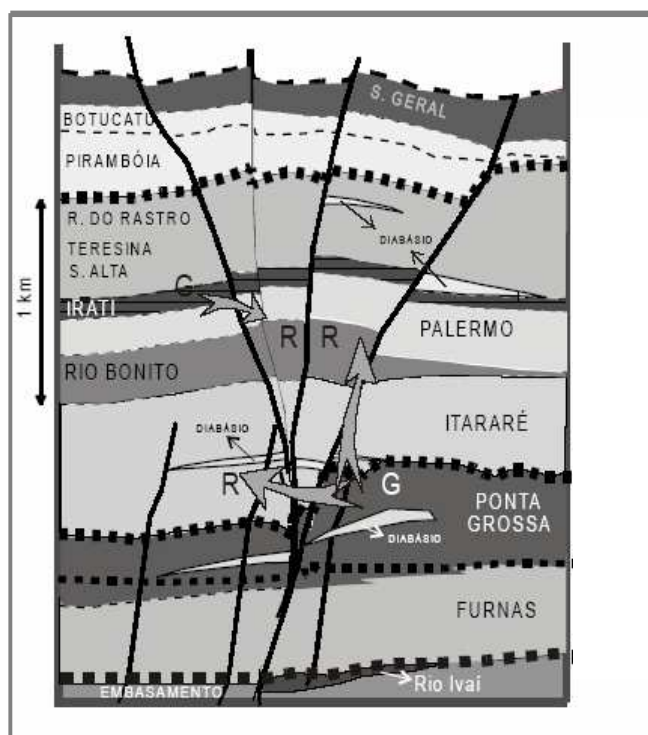 S. GERAL
BOTUCATU
PIRAMBÓIA
R. DO RASTRO
DIABÁSIO
TERESINA
S. ALTA
G
1 km
IRATI
PALERMO
R R
RIO BONITO
ITARARÉ
DIABÁSIO
R
G
PONTA
GROSSA
DIABÁSIO
FURNAS
EMBASAMENTO
Rio Ivaí